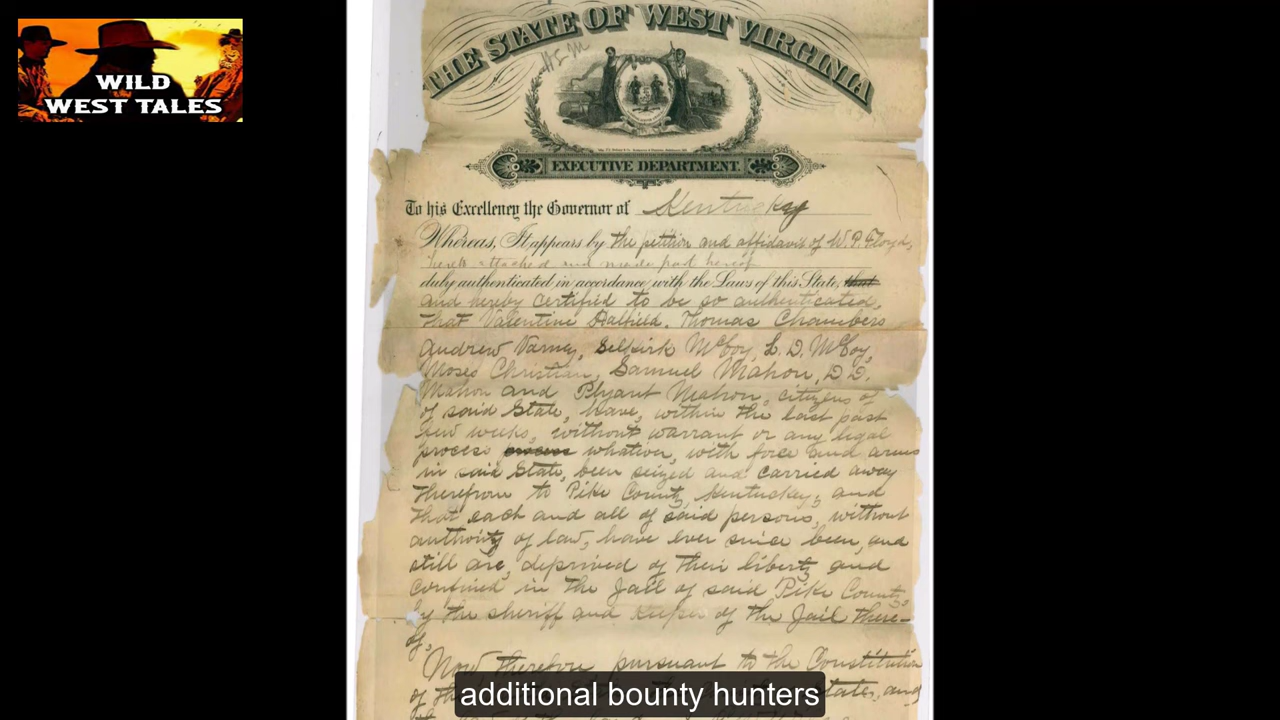 WILD
WEST TALES
THE STATE OF WEST VIRGINIA
EXECUTIVE DEPARTMENT.
To his Excellency the Governor of Kentucky
Whereas, It appears by the petition and affidavit of W. P. Floyd,
hereto attached and made part hereof
duly authenticated in accordance with the Laws of this State, that
and hereby certified to be so authenticated,
that Valentine Hatfield, Thomas Chambers
Andrew Varney, Selkirk McCoy, L. D. McCoy,
Moses Christian, Samuel Mahon, D. D.
Mahon and Plyant Mahon, citizens of
of said State, have, within the last past
few weeks, without warrant or any legal
process process whatever, with force and arms
in said State, been seized and carried away
therefrom to Pike County, Kentuckey, and
that each and all of said persons, without
authority of law, have ever since been, and
still are, deprived of their liberty and
confined in the Jail of said Pike County
by the sheriff and keeper of the Jail there-
of,
Now therefore pursuant to the Constitution
of the States, and
additional bounty hunters